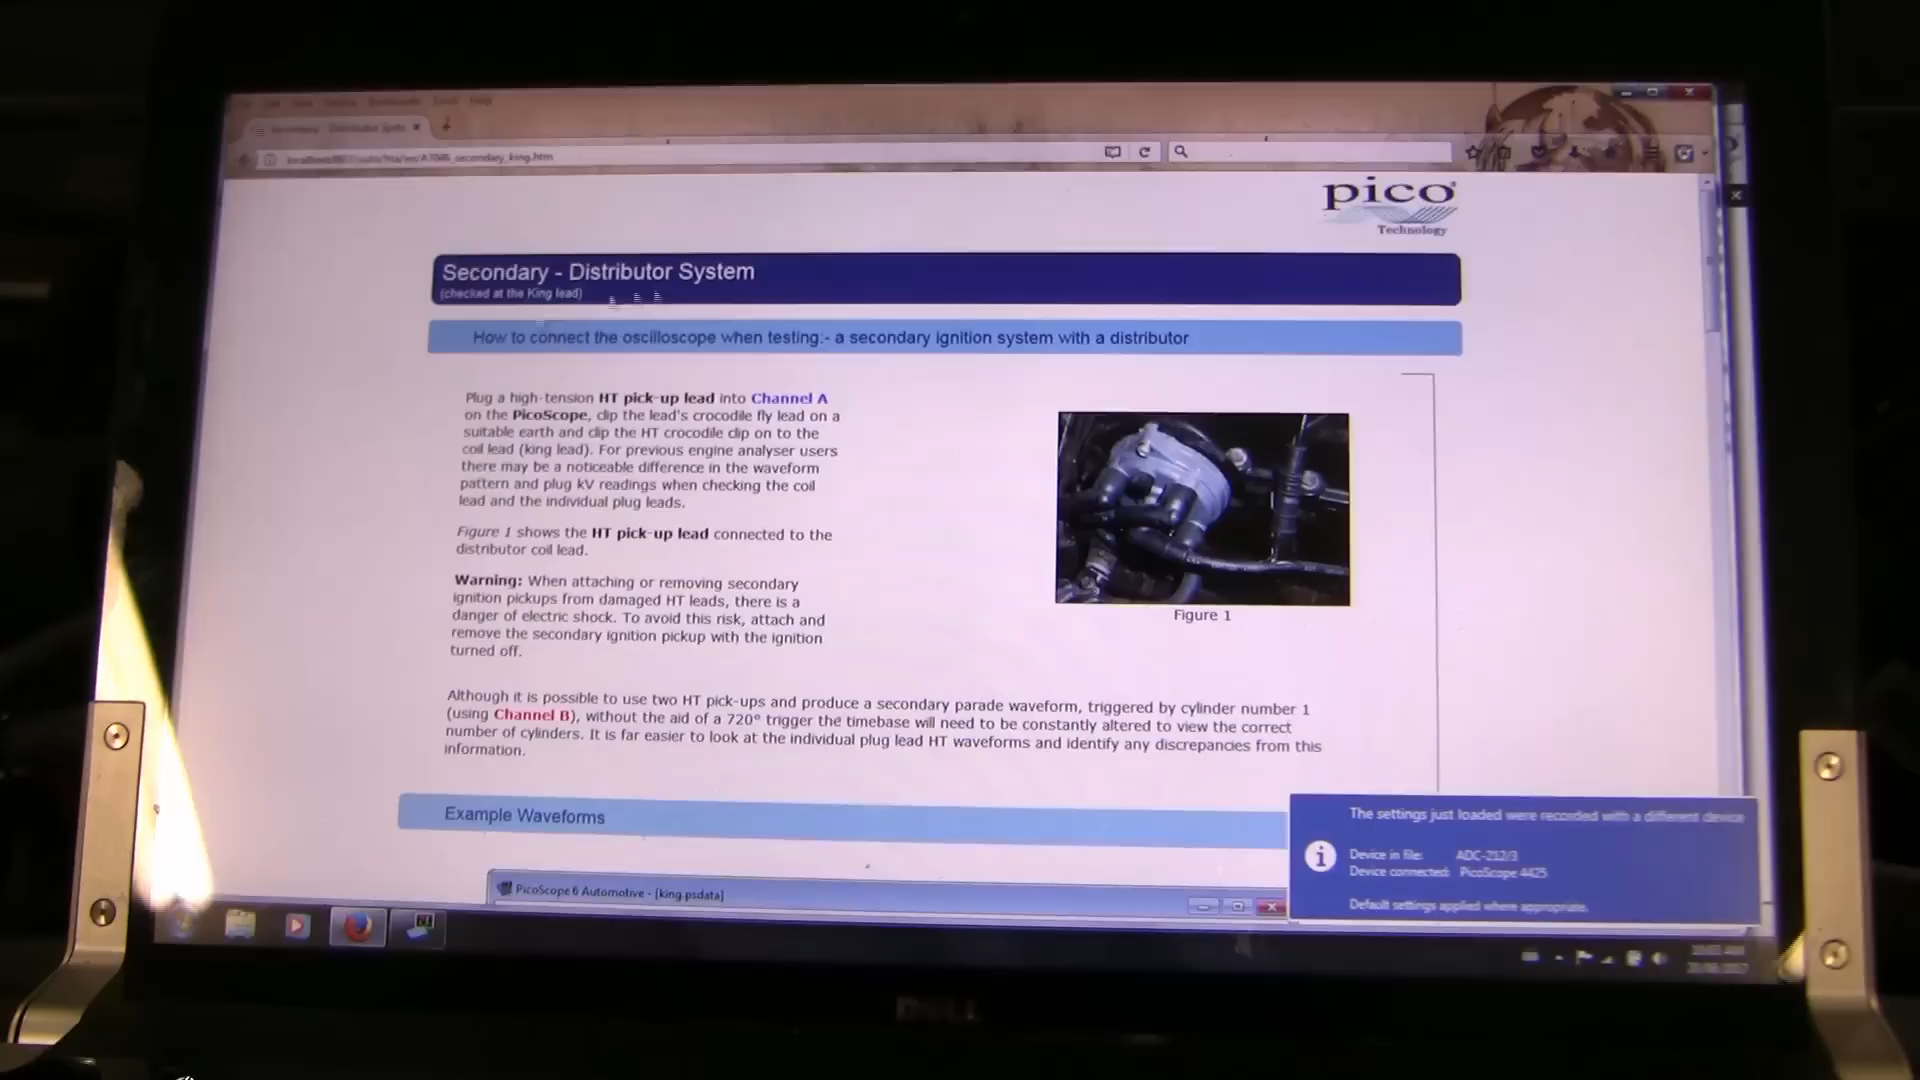 Help
Distributor Syste
pico
Technology
Secondary - Distributor System
(checked at the King lead)
How to connect the oscilloscope when testing:- a secondary ignition system with a distributor
Plug a high-tension HT pick-up lead into Channel A
on the PicoScope, clip the lead's crocodile fly lead on a
suitable earth and clip the HT crocodile clip on to the
coil lead (king lead). For previous engine analyser users
there may be a noticeable difference in the waveform
pattern and plug kV readings when checking the coil
lead and the individual plug leads.
Figure 1 shows the HT pick-up lead connected to the
distributor coil lead.
Warning: When attaching or removing secondary
ignition pickups from damaged HT leads, there is a
danger of electric shock. To avoid this risk, attach and
remove the secondary ignition pickup with the ignition
turned off.
Figure 1
Although it is possible to use two HT pick-ups and produce a secondary parade waveform, triggered by cylinder number 1
(using Channel B), without the aid of a 720° trigger the timebase will need to be constantly altered to view the correct
number of cylinders. It is far easier to look at the individual plug lead HT waveforms and identify any discrepancies from this
information.
Example Waveforms
PicoScope 6 Automotive - [king.psdata]
The settings just loaded were recorded with a different device
Device in file: ADC-212/3
Device connected: PicoScope 4425
Default settings applied where appropriate.
DELL